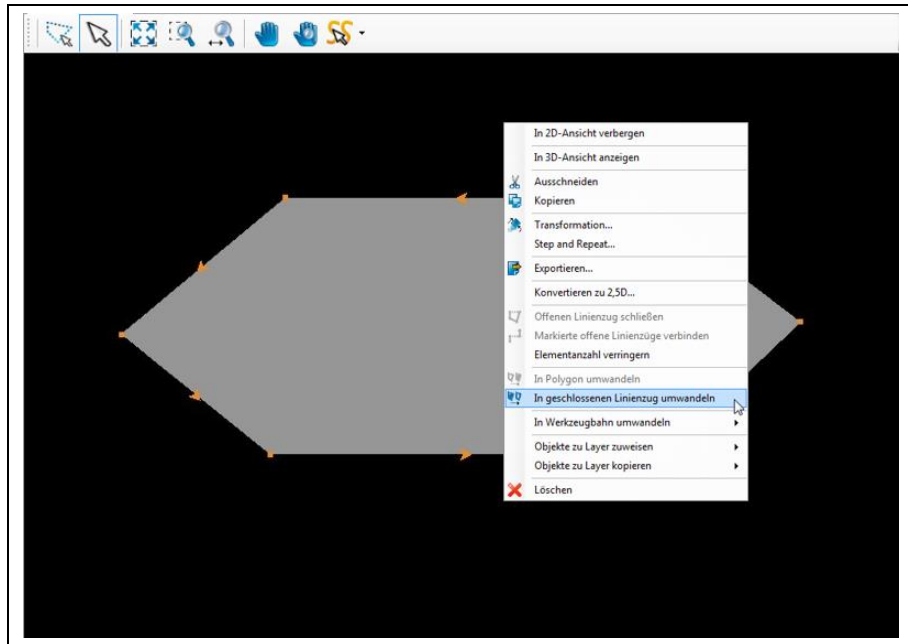 In 2D-Ansicht verbergen
In 3D-Ansicht anzeigen
Ausschneiden
Kopieren
Transformation...
Step and Repeat...
Exportieren...
Konvertieren zu 2,5D...
Offenen Linienzug schließen
Markierte offene Linienzüge verbinden
Elementanzahl verringern
In Polygon umwandeln
In geschlossenen Linienzug umwandeln
In Werkzeugbahn umwandeln
Objekte zu Layer zuweisen
Objekte zu Layer kopieren
Löschen